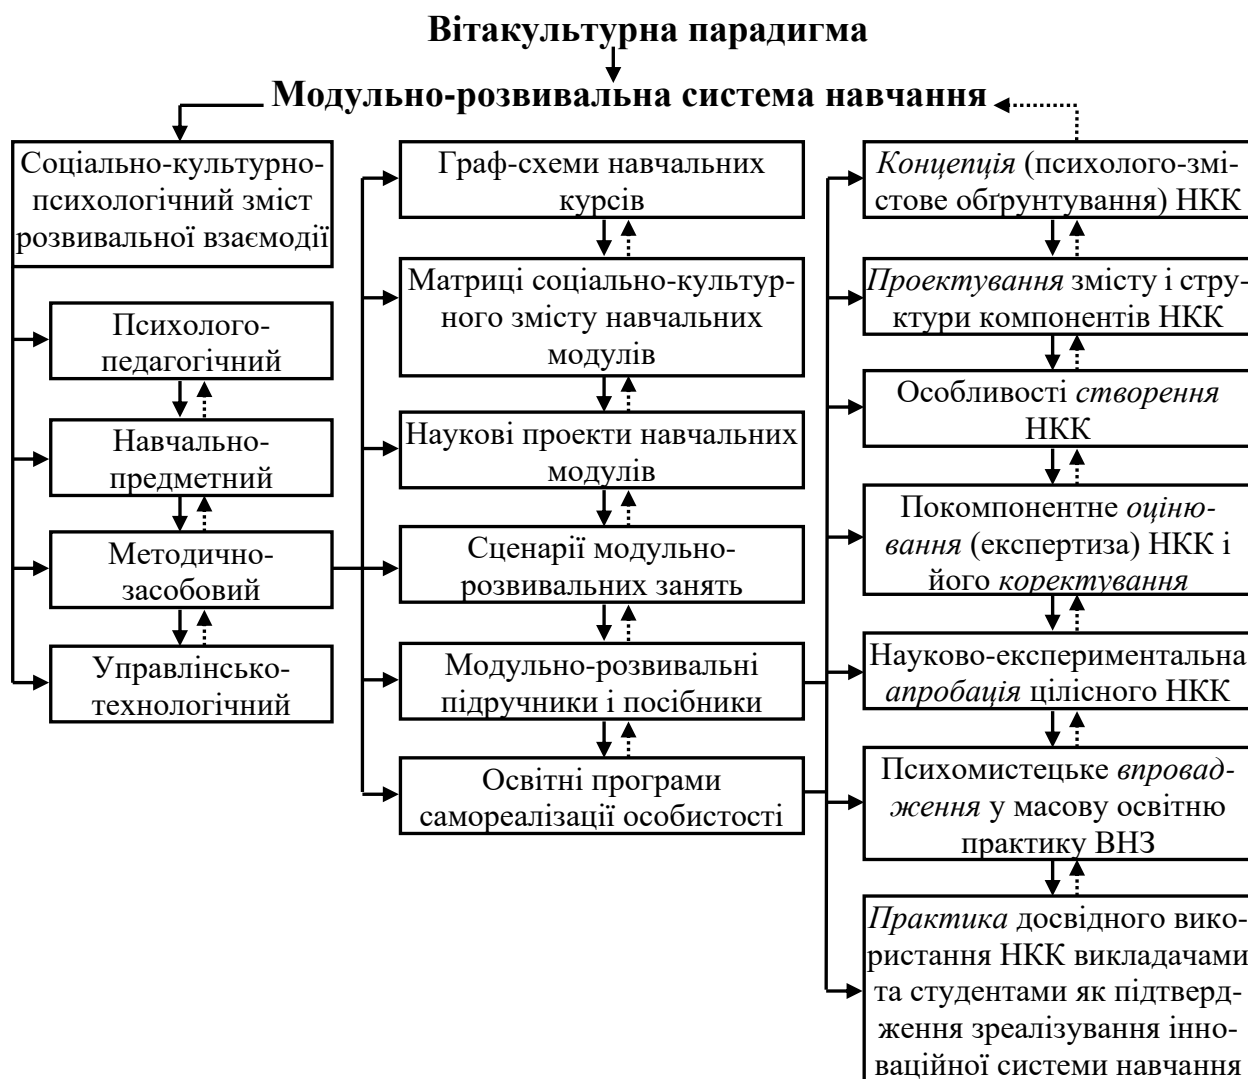 Вітакультурна парадигма
Модульно-розвивальна система навчання
Соціально-культурно-
психологічний зміст
розвивальної взаємодії
Психолого-
педагогічний
Навчально-
предметний
Методично-
засобовий
Управлінсько-
технологічний
Граф-схеми навчальних
курсів
Матриці соціально-культур-
ного змісту навчальних
модулів
Наукові проекти навчальних
модулів
Сценарії модульно-
розвивальних занять
Модульно-розвивальні
підручники і посібники
Освітні програми
самореалізації особистості
Концепція (психолого-змі-
стове обґрунтування) НКК
Проектування змісту і стру-
ктури компонентів НКК
Особливості створення
НКК
Покомпонентне оціню-
вання (експертиза) НКК і
його коректування
Науково-експериментальна
апробація цілісного НКК
Психомистецьке впровад-
ження у масову освітню
практику ВНЗ
Практика досвідного вико-
ристання НКК викладачами
та студентами як підтверд-
ження зреалізування інно-
ваційної системи навчання